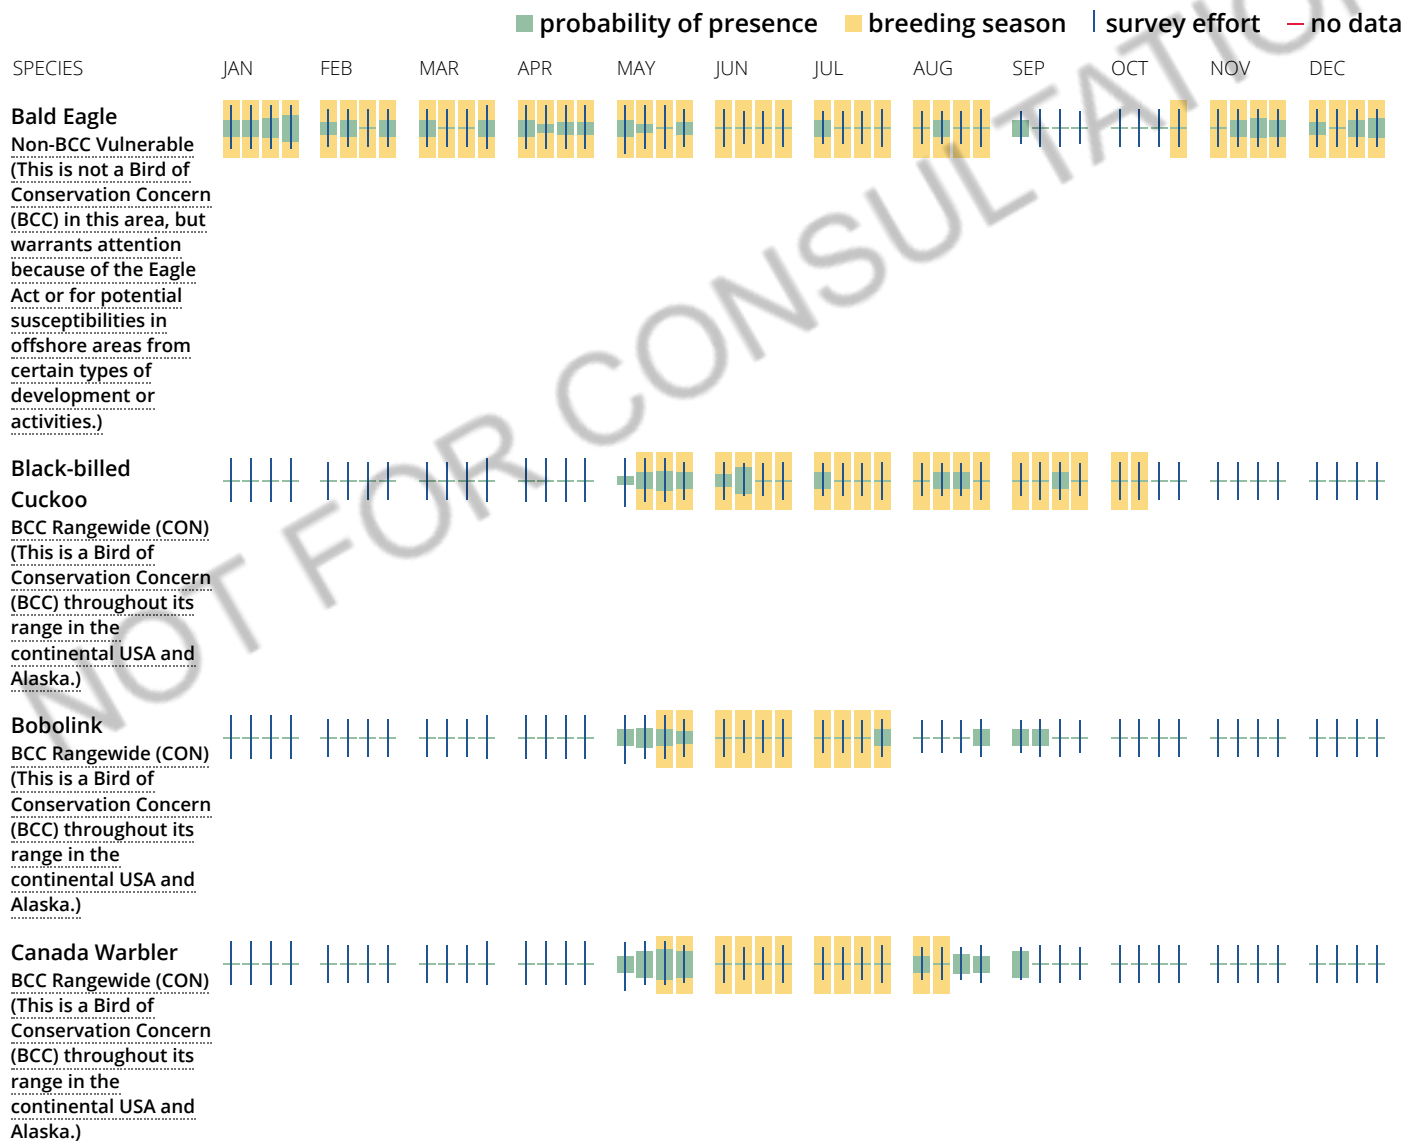 probability of presence breeding season survey effort no data
SPECIES JAN FEB MAR APR MAY JUN JUL AUG SEP OCT NOV DEC
Bald Eagle
Non-BCC Vulnerable
(This is not a Bird of
Conservation Concern
(BCC) in this area, but
warrants attention
because of the Eagle
Act or for potential
susceptibilities in
offshore areas from
certain types of
development or
activities.)
Black-billed
Cuckoo
BCC Rangewide (CON)
(This is a Bird of
Conservation Concern
(BCC) throughout its
range in the
continental USA and
Alaska.)
Bobolink
BCC Rangewide (CON)
(This is a Bird of
Conservation Concern
(BCC) throughout its
range in the
continental USA and
Alaska.)
Canada Warbler
BCC Rangewide (CON)
(This is a Bird of
Conservation Concern
(BCC) throughout its
range in the
continental USA and
Alaska.)
NOT FOR CONSULTATIO